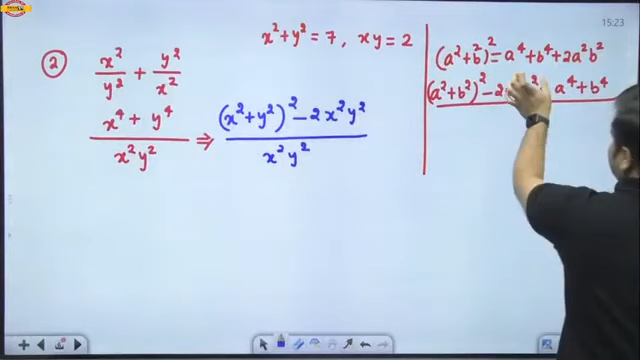 15:23
x² + y² = 7, xy = 2
② x²/y² + y²/x²
(x⁴ + y⁴)/(x²y²) ⇒ ((x²+y²)² − 2x²y²)/(x²y²)
(a²+b²)² = a⁴+b⁴+2a²b²
(a²+b²)² − 2 a⁴+b⁴